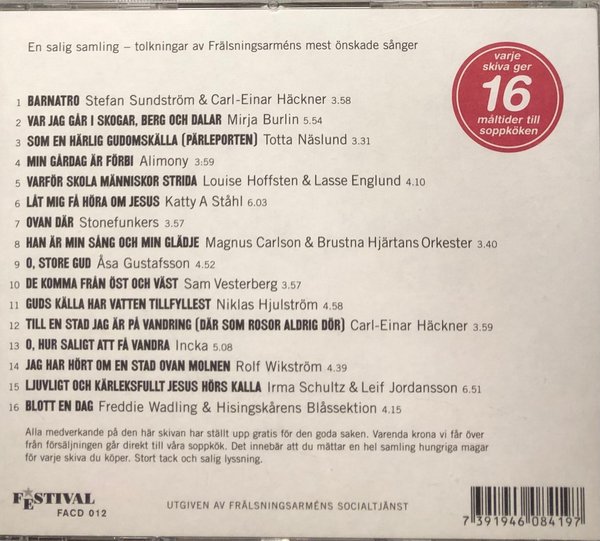 En salig samling – tolkningar av Frälsningsarméns mest önskade sånger
varje
skiva ger
16
måltider till
soppköken
1 BARNATRO Stefan Sundström & Carl-Einar Häckner 3.58
2 VAR JAG GÅR I SKOGAR, BERG OCH DALAR Mirja Burlin 5.54
3 SOM EN HÄRLIG GUDOMSKÄLLA (PÄRLEPORTEN) Totta Näslund 3.31
4 MIN GÅRDAG ÄR FÖRBI Alimony 3:59
5 VARFÖR SKOLA MÄNNISKOR STRIDA Louise Hoffsten & Lasse Englund 4.10
6 LÅT MIG FÅ HÖRA OM JESUS Katty A Ståhl 6.03
7 OVAN DÄR Stonefunkers 3.57
8 HAN ÄR MIN SÅNG OCH MIN GLÄDJE Magnus Carlson & Brustna Hjärtans Orkester 3.40
9 O, STORE GUD Åsa Gustafsson 4.52
10 DE KOMMA FRÅN ÖST OCH VÄST Sam Vesterberg 3.57
11 GUDS KÄLLA HAR VATTEN TILLFYLLEST Niklas Hjulström 4.58
12 TILL EN STAD JAG ÄR PÅ VANDRING (DÄR SOM ROSOR ALDRIG DÖR) Carl-Einar Häckner 3.59
13 O, HUR SALIGT ATT FÅ VANDRA Incka 5.08
14 JAG HAR HÖRT OM EN STAD OVAN MOLNEN Rolf Wikström 4.39
15 LJUVLIGT OCH KÄRLEKSFULLT JESUS HÖRS KALLA Irma Schultz & Leif Jordansson 6.51
16 BLOTT EN DAG Freddie Wadling & Hisingskårens Blåssektion 4.15
Alla medverkande på den här skivan har ställt upp gratis för den goda saken. Varenda krona vi får över
från försäljningen går direkt till våra soppkök. Det innebär att du mättar en hel samling hungriga magar
för varje skiva du köper. Stort tack och salig lyssning.
FESTIVAL
FACD 012
UTGIVEN AV FRÄLSNINGSARMÉNS SOCIALTJÄNST
7 391946 084197